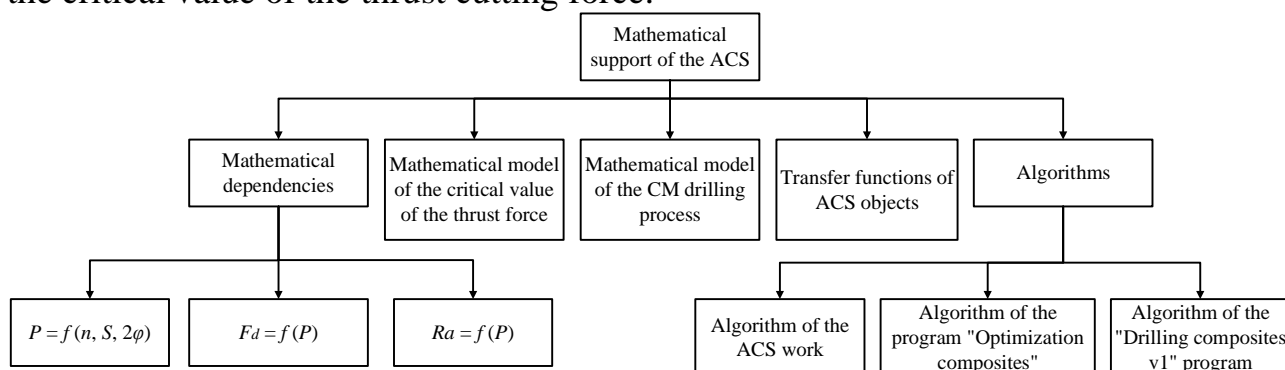 the critical value of the thrust cutting force.
Mathematical
support of the ACS
Mathematical
dependencies
Mathematical model
of the critical value
of the thrust force
Mathematical model
of the CM drilling
process
Transfer functions of
ACS objects
Algorithms
P = f (n, S, 2φ)
Fd = f (P)
Ra = f (P)
Algorithm of the
ACS work
Algorithm of the
program "Optimization
composites"
Algorithm of the
"Drilling composites
v1" program